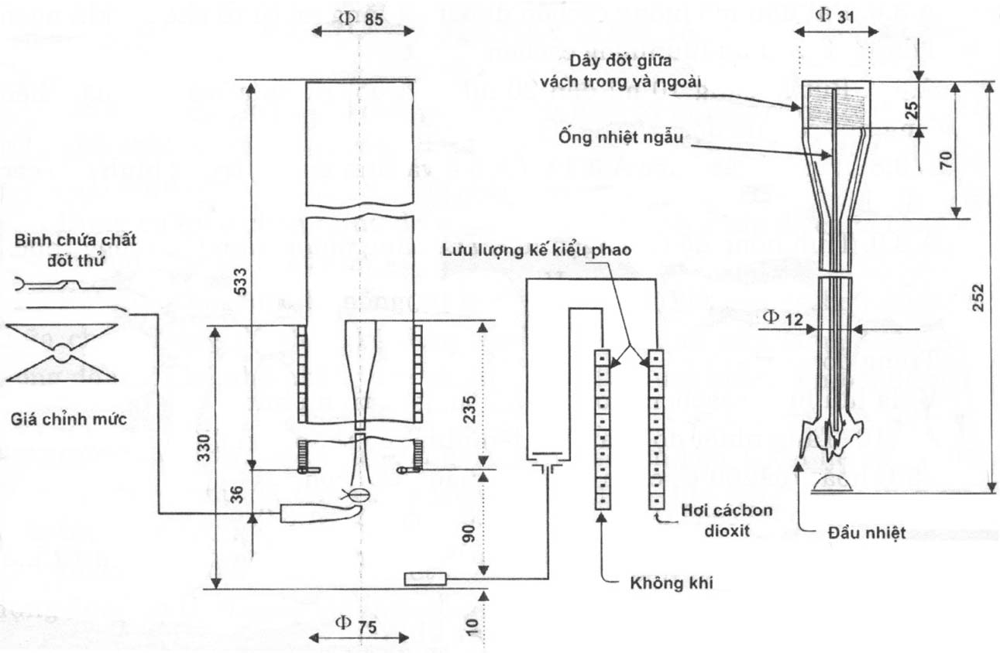 Φ 85
Φ 31
Dây đốt giữa
vách trong và ngoài
Ống nhiệt ngẫu
25
70
252
Bình chứa chất
đốt thử
Lưu lượng kế kiểu phao
533
Φ 12
Giá chỉnh mức
235
330
36
Hơi cácbon
dioxit
Đầu nhiệt
90
Không khí
Φ 75
10